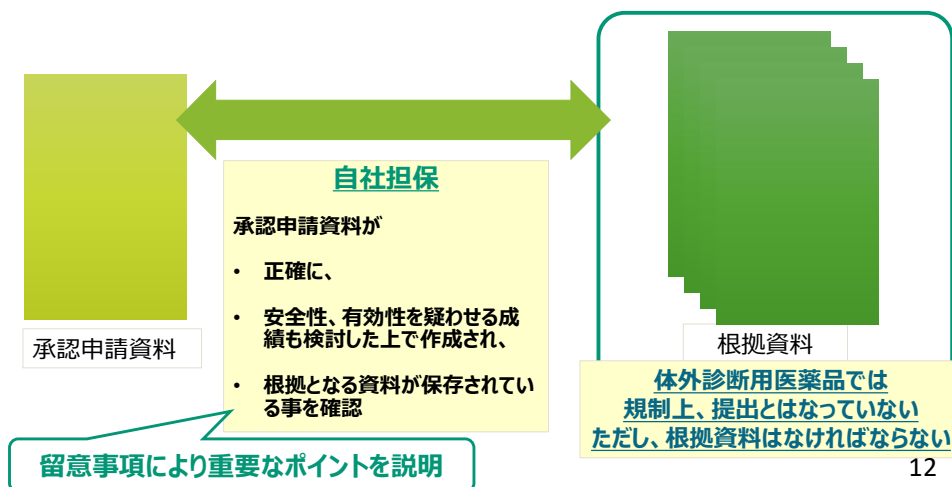 自社担保
承認申請資料が
• 正確に、
• 安全性、有効性を疑わせる成
績も検討した上で作成され、
• 根拠となる資料が保存されてい
る事を確認
承認申請資料
根拠資料
体外診断用医薬品では
規制上、提出とはなっていない
ただし、根拠資料はなければならない
留意事項により重要なポイントを説明
12